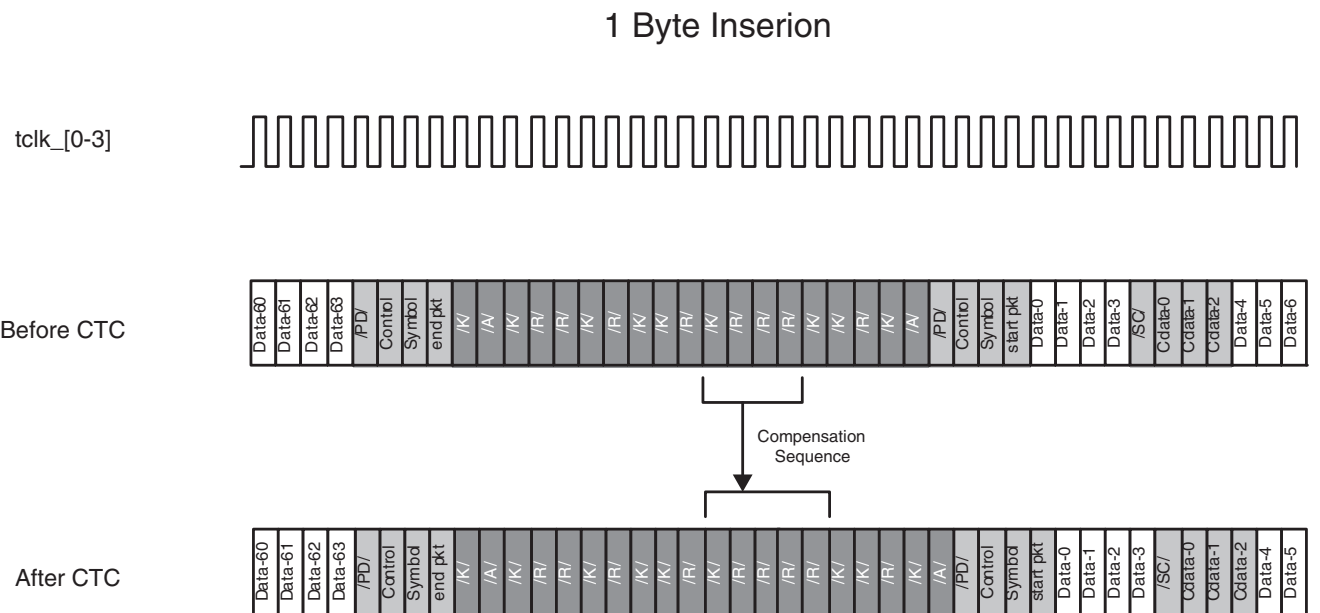 1 Byte Inserion
tclk_[0-3]
Before CTC
Data-60
Data-61
Data-62
Data-63
/PD/
Control
Symbol
end pkt
/K/
/A/
/K/
/R/
/R/
/K/
/R/
/K/
/K/
/R/
/K/
/R/
/R/
/R/
/K/
/K/
/R/
/K/
/A/
/PD/
Control
Symbol
start pkt
Data-0
Data-1
Data-2
Data-3
/SC/
Cdata-0
Cdata-1
Cdata-2
Data-4
Data-5
Data-6
Compensation
Sequence
After CTC
Data-60
Data-61
Data-62
Data-63
/PD/
Control
Symbol
end pkt
/K/
/A/
/K/
/R/
/R/
/K/
/R/
/K/
/K/
/R/
/K/
/R/
/R/
/R/
/R/
/K/
/K/
/R/
/K/
/A/
/PD/
Control
Symbol
start pkt
Data-0
Data-1
Data-2
Data-3
/SC/
Cdata-0
Cdata-1
Cdata-2
Data-4
Data-5